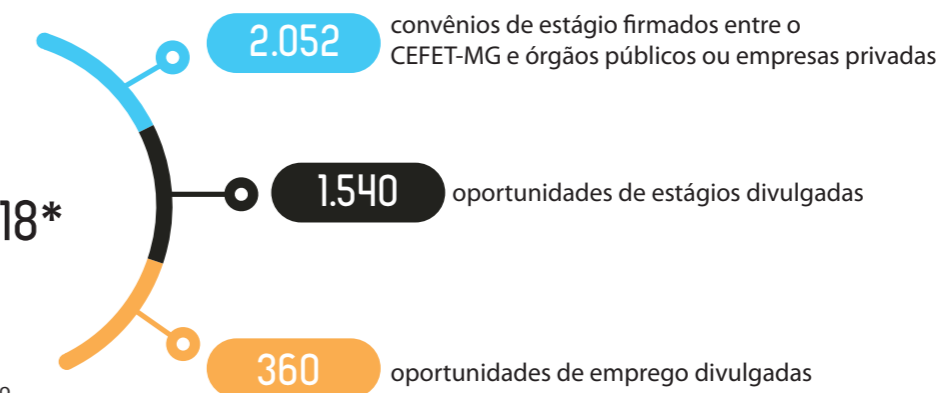 2.052
convênios de estágio firmados entre o
CEFET-MG e órgãos públicos ou empresas privadas
1.540
oportunidades de estágios divulgadas
18*
360
oportunidades de emprego divulgadas